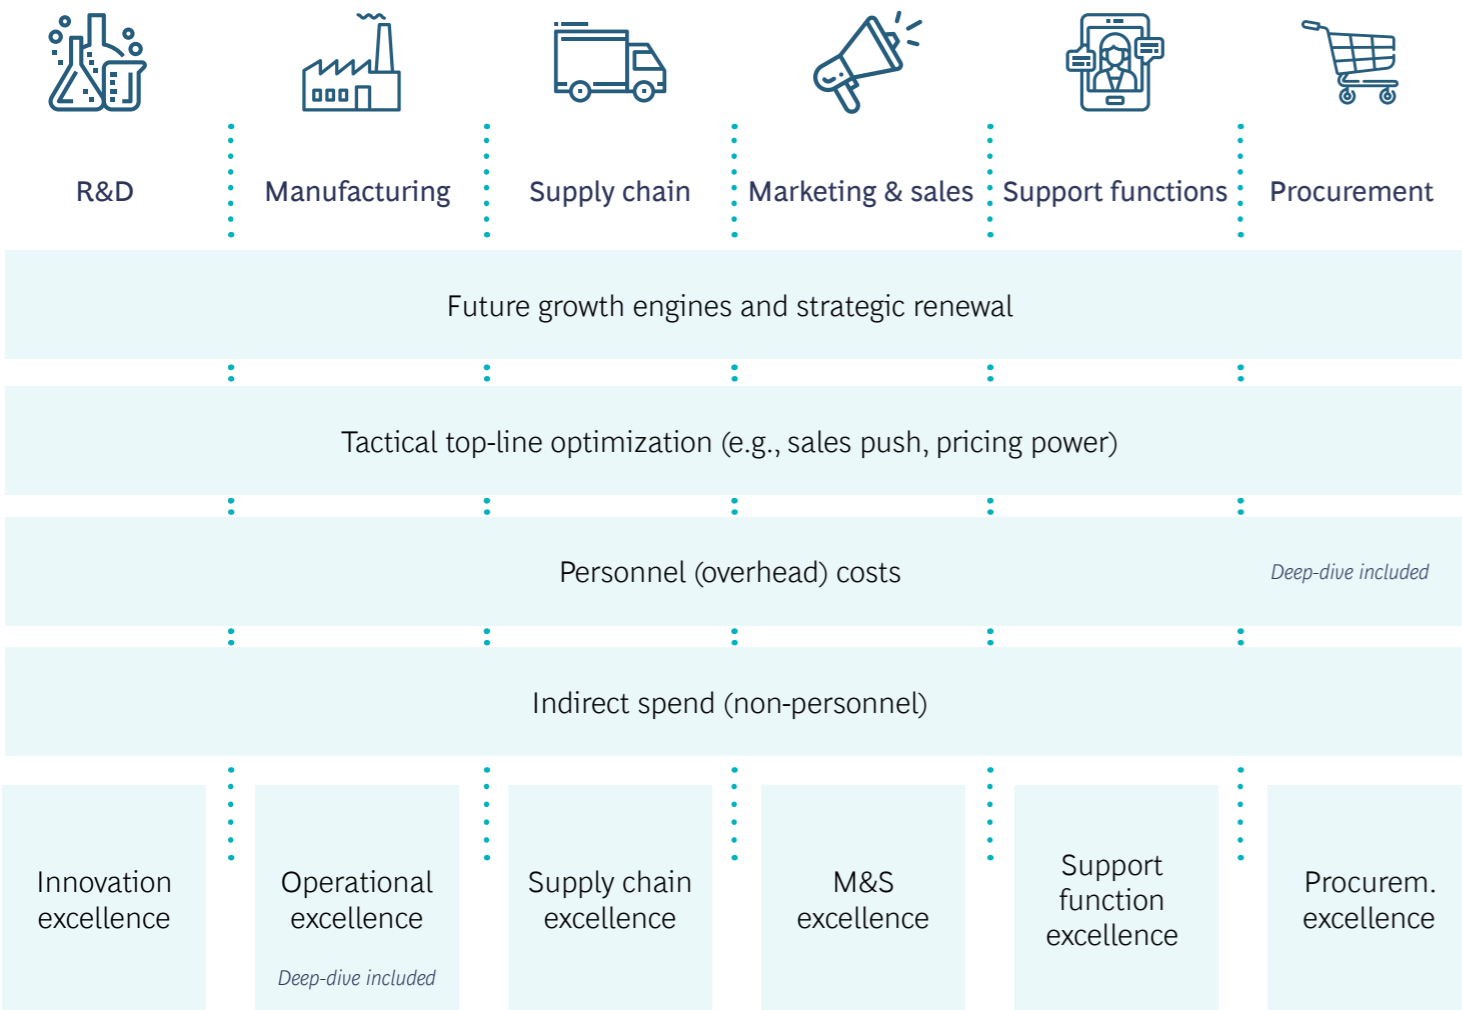 R&D
Manufacturing
Supply chain
Marketing & sales
Support functions
Procurement
Future growth engines and strategic renewal
Tactical top-line optimization (e.g., sales push, pricing power)
Personnel (overhead) costs
Deep-dive included
Indirect spend (non-personnel)
Innovation
excellence
Operational
excellence
Deep-dive included
Supply chain
excellence
M&S
excellence
Support
function
excellence
Procurem.
excellence